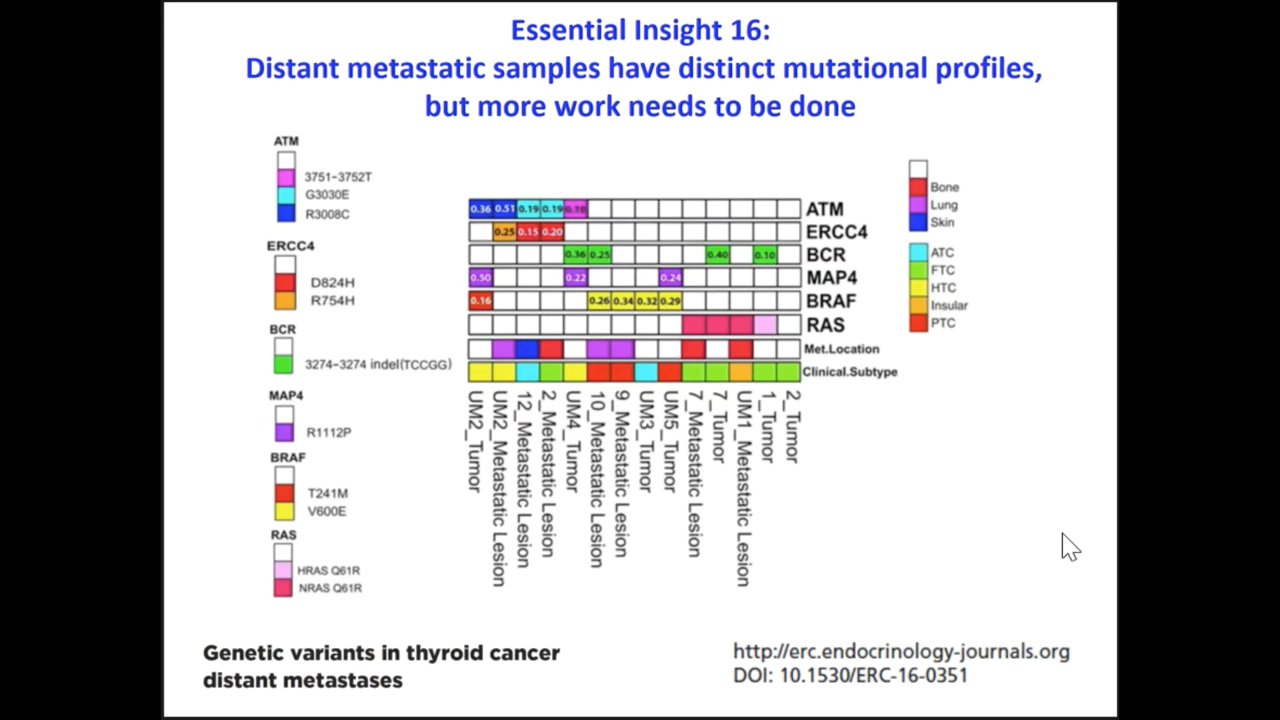 Essential Insight 16:
Distant metastatic samples have distinct mutational profiles,
but more work needs to be done
ATM
3751-3752T
G3030E
R3008C
ERCC4
D824H
R754H
BCR
3274-3274 indel(TCCGG)
MAP4
R1112P
BRAF
T241M
V600E
RAS
HRAS Q61R
NRAS Q61R
0.36 0.51 0.19 0.19 0.18 ATM
0.25 0.15 0.20 ERCC4
0.36 0.25 0.40 0.10 BCR
0.50 0.22 0.24 MAP4
0.16 0.26 0.34 0.32 0.29 BRAF
RAS
Met.Location
Clinical.Subtype
UM2_Tumor
UM2_Metastatic Lesion
12_Metastatic Lesion
2_Metastatic Lesion
UM4_Tumor
10_Metastatic Lesion
9_Metastatic Lesion
UM3_Tumor
UM5_Tumor
7_Metastatic Lesion
7_Tumor
UM1_Metastatic Lesion
1_Tumor
2_Tumor
Bone
Lung
Skin
ATC
FTC
HTC
Insular
PTC
Genetic variants in thyroid cancer
distant metastases
http://erc.endocrinology-journals.org
DOI: 10.1530/ERC-16-0351